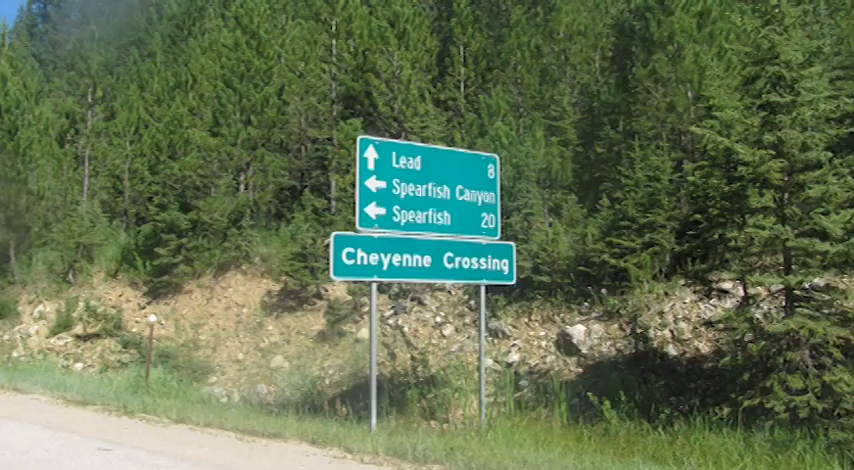 Lead 8
Spearfish Canyon
Spearfish 20
Cheyenne Crossing